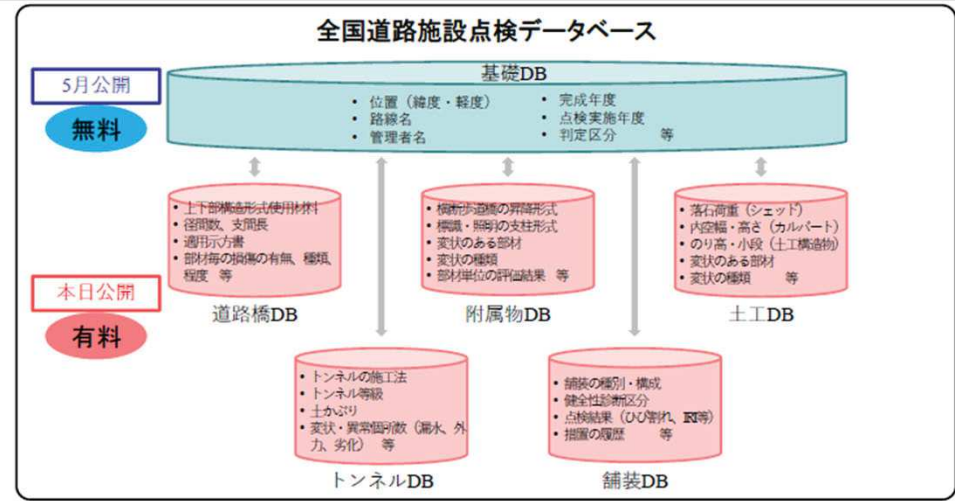 全国道路施設点検データベース
5月公開
無料
基礎DB
• 位置（緯度・軽度）
• 路線名
• 管理者名
• 完成年度
• 点検実施年度
• 判定区分 等
本日公開
有料
• 上下部構造形式使用材料
• 径間数、支間長
• 適用示方書
• 部材毎の損傷の有無、種類、
程度 等
道路橋DB
• 横断歩道橋の昇降形式
• 標識・照明の支柱形式
• 変状のある部材
• 変状の種類
• 部材単位の評価結果 等
附属物DB
• 落石荷重（シェッド）
• 内空幅・高さ（カルバート）
• のり高・小段（土工構造物）
• 変状のある部材
• 変状の種類 等
土工DB
• トンネルの施工法
• トンネル等級
• 土かぶり
• 変状・異常個所数（漏水、外
力、劣化） 等
トンネルDB
• 舗装の種別・構成
• 健全性診断区分
• 点検結果（ひび割れ、IRI等）
• 措置の履歴 等
舗装DB